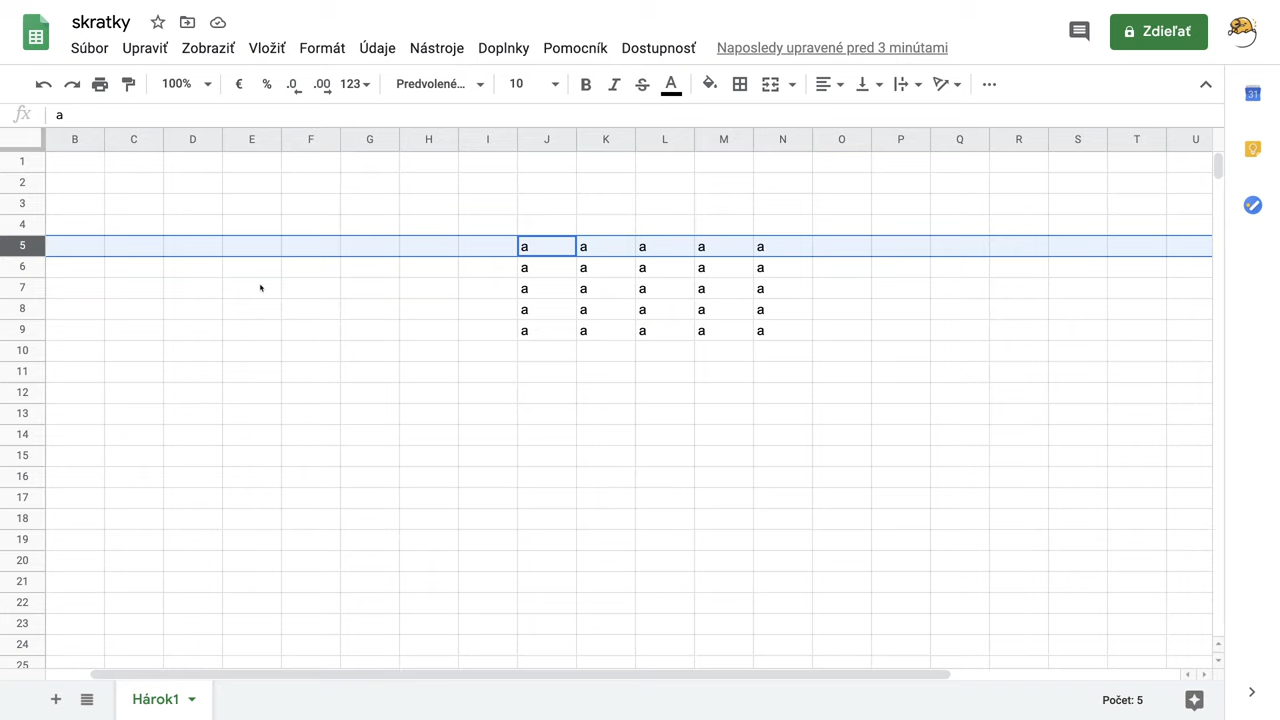 skratky
Súbor Upraviť Zobraziť Vložiť Formát Údaje Nástroje Doplnky Pomocník Dostupnosť Naposledy upravené pred 3 minútami
Zdieľať
100% € % .0 .00 123 Predvolené... 10 B I S A
31
fx a
B C D E F G H I J K L M N O P Q R S T U
1
2
3
4
5 a a a a a
6 a a a a a
7 a a a a a
8 a a a a a
9 a a a a a
10
11
12
13
14
15
16
17
18
19
20
21
22
23
24
25
Hárok1
Počet: 5